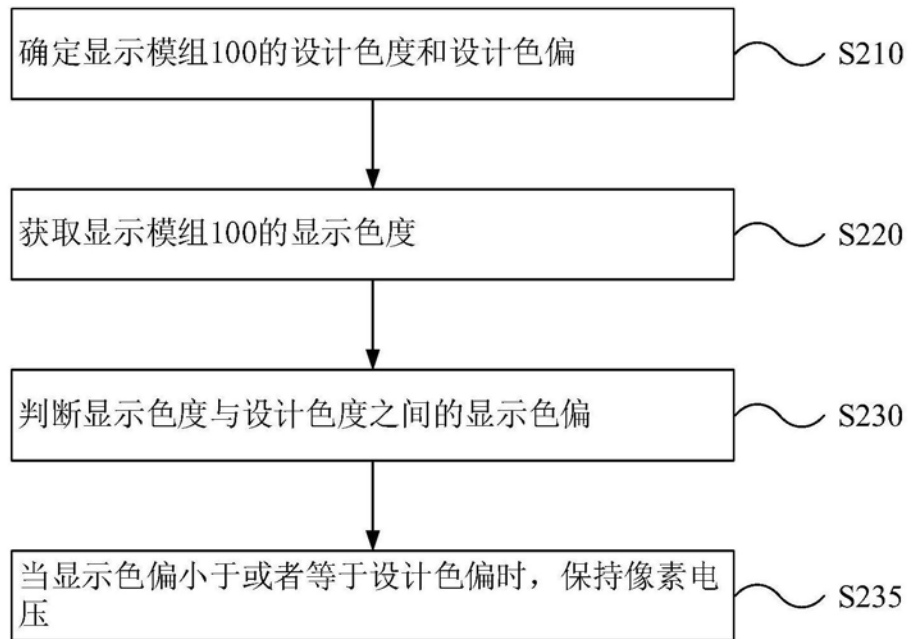 确定显示模组100的设计色度和设计色偏
S210
获取显示模组100的显示色度
S220
判断显示色度与设计色度之间的显示色偏
S230
当显示色偏小于或者等于设计色偏时，保持像素电
压
S235